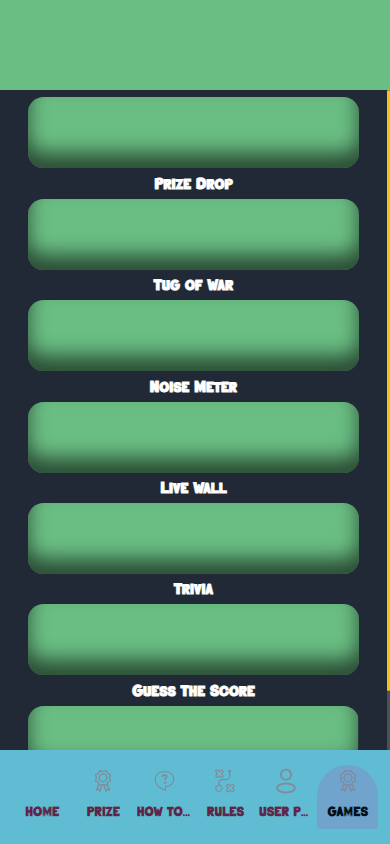 Prize Drop
Tug of War
Noise Meter
Live Wall
Trivia
Guess The Score
HOME PRIZE HOW TO... RULES USER P... GAMES